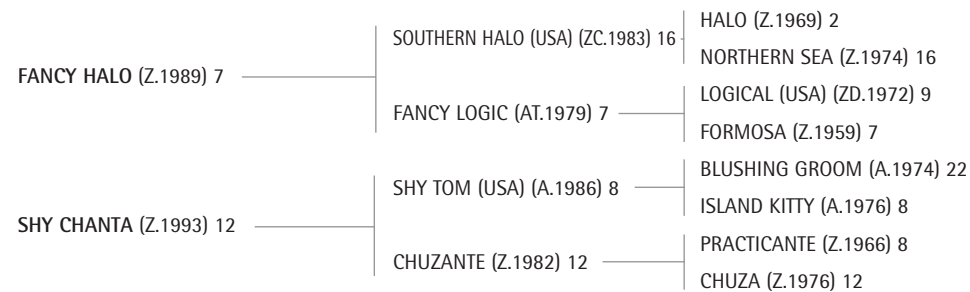 HALO (Z.1969) 2
SOUTHERN HALO (USA) (ZC.1983) 16
NORTHERN SEA (Z.1974) 16
FANCY HALO (Z.1989) 7
LOGICAL (USA) (ZD.1972) 9
FANCY LOGIC (AT.1979) 7
FORMOSA (Z.1959) 7
BLUSHING GROOM (A.1974) 22
SHY TOM (USA) (A.1986) 8
ISLAND KITTY (A.1976) 8
SHY CHANTA (Z.1993) 12
PRACTICANTE (Z.1966) 8
CHUZANTE (Z.1982) 12
CHUZA (Z.1976) 12